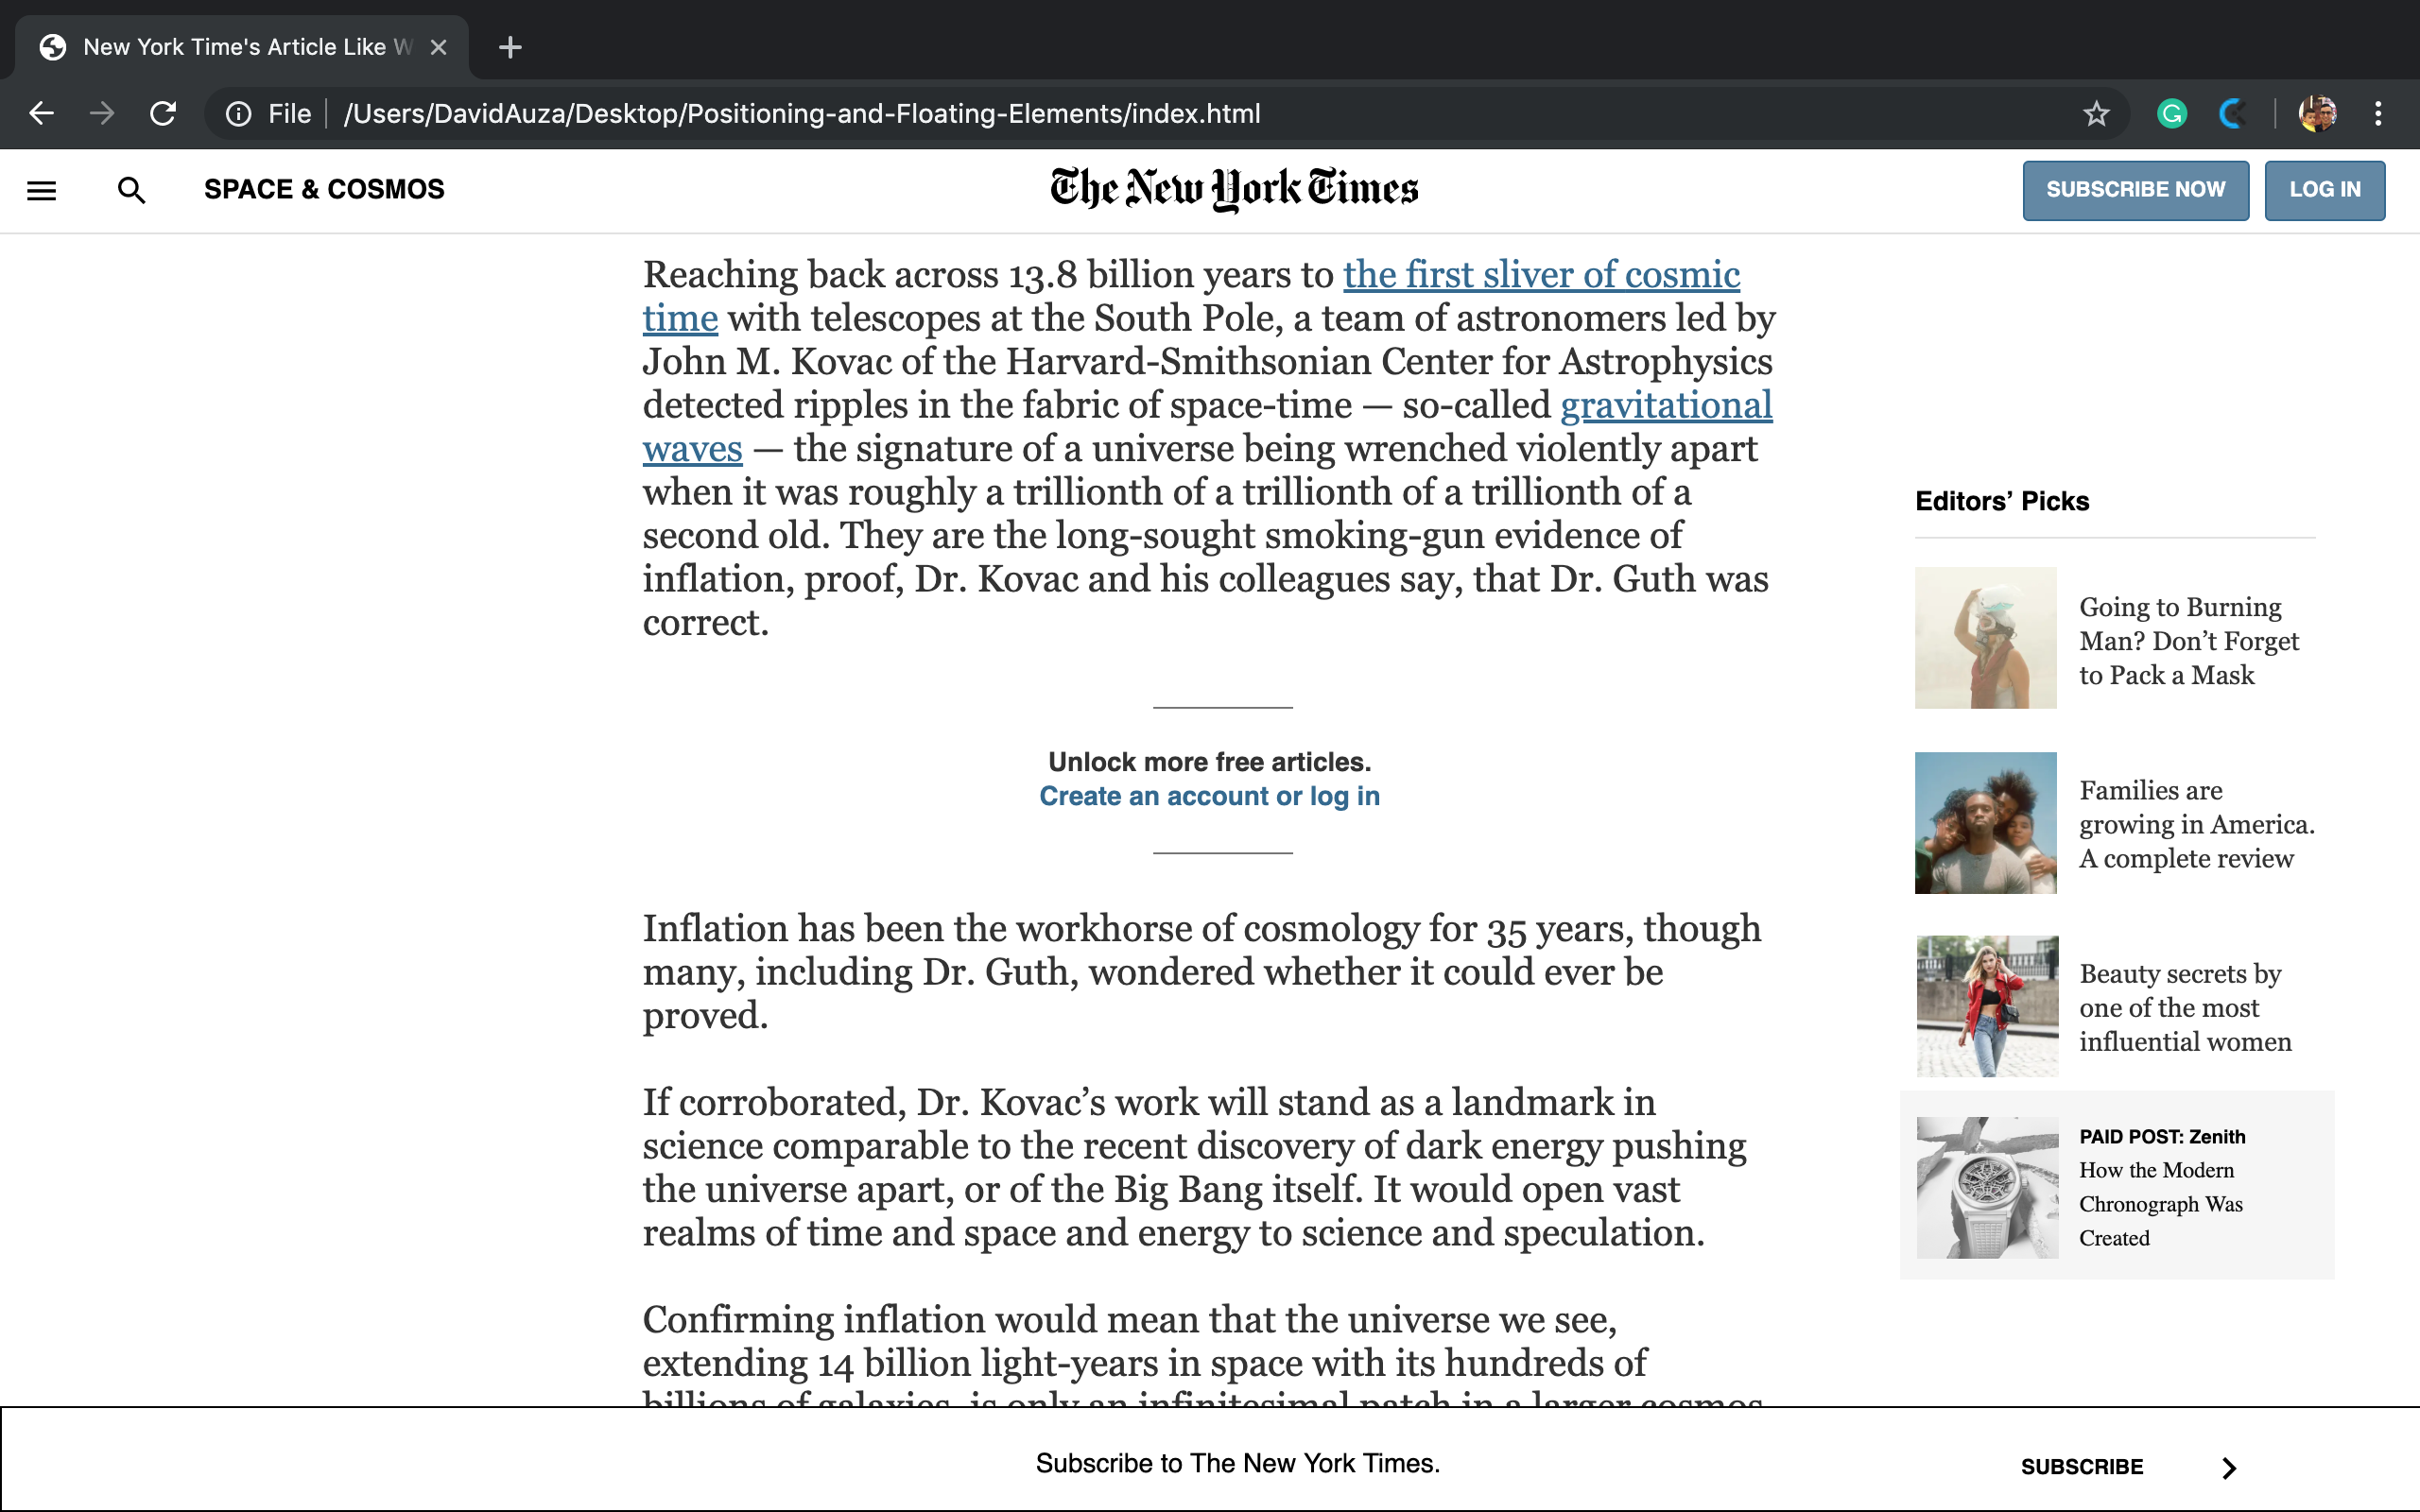 New York Time's Article Like W
File /Users/DavidAuza/Desktop/Positioning-and-Floating-Elements/index.html
SPACE & COSMOS
The New York Times
SUBSCRIBE NOW
LOG IN
Reaching back across 13.8 billion years to the first sliver of cosmic
time with telescopes at the South Pole, a team of astronomers led by
John M. Kovac of the Harvard-Smithsonian Center for Astrophysics
detected ripples in the fabric of space-time — so-called gravitational
waves — the signature of a universe being wrenched violently apart
when it was roughly a trillionth of a trillionth of a trillionth of a
second old. They are the long-sought smoking-gun evidence of
inflation, proof, Dr. Kovac and his colleagues say, that Dr. Guth was
correct.
Unlock more free articles.
Create an account or log in
Inflation has been the workhorse of cosmology for 35 years, though
many, including Dr. Guth, wondered whether it could ever be
proved.
If corroborated, Dr. Kovac’s work will stand as a landmark in
science comparable to the recent discovery of dark energy pushing
the universe apart, or of the Big Bang itself. It would open vast
realms of time and space and energy to science and speculation.
Confirming inflation would mean that the universe we see,
extending 14 billion light-years in space with its hundreds of
billions of galaxies, is only an infinitesimal patch in a larger cosmos
Editors’ Picks
Going to Burning
Man? Don’t Forget
to Pack a Mask
Families are
growing in America.
A complete review
Beauty secrets by
one of the most
influential women
PAID POST: Zenith
How the Modern
Chronograph Was
Created
Subscribe to The New York Times.
SUBSCRIBE